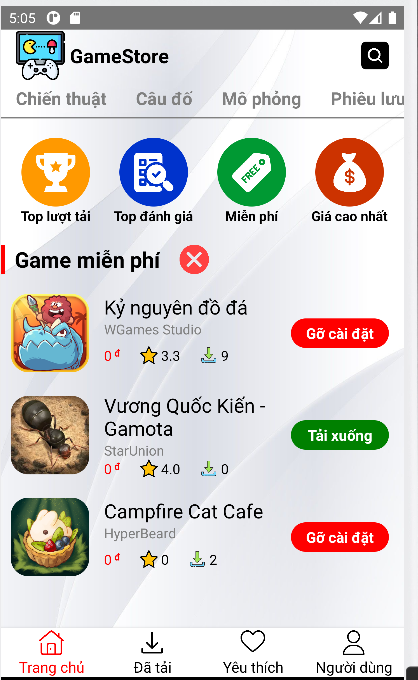 5:05
GameStore
Chiến thuật Câu đố Mô phỏng Phiêu lưu
FREE
Top lượt tải Top đánh giá Miễn phí Giá cao nhất
Game miễn phí
Kỷ nguyên đồ đá
WGames Studio
0 đ 3.3 9
Gỡ cài đặt
Vương Quốc Kiến -
Gamota
StarUnion
0 đ 4.0 0
Tải xuống
Campfire Cat Cafe
HyperBeard
0 đ 0 2
Gỡ cài đặt
Trang chủ Đã tải Yêu thích Người dùng